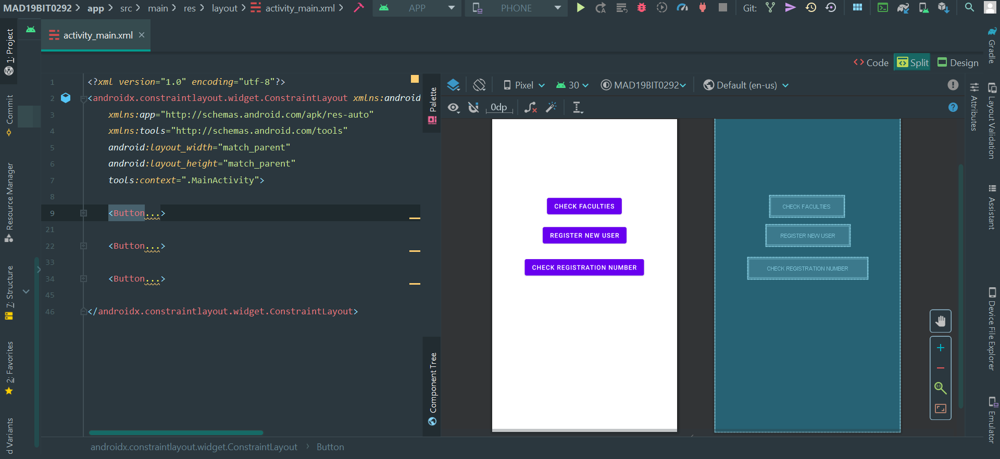 MAD19BIT0292 app src main res layout activity_main.xml APP PHONE Git:
activity_main.xml
Code Split Design
1: Project
Commit
Resource Manager
7: Structure
2: Favorites
d Variants
1 <?xml version="1.0" encoding="utf-8"?>
2 <androidx.constraintlayout.widget.ConstraintLayout xmlns:android
3 xmlns:app="http://schemas.android.com/apk/res-auto"
4 xmlns:tools="http://schemas.android.com/tools"
5 android:layout_width="match_parent"
6 android:layout_height="match_parent"
7 tools:context=".MainActivity">
8
9 <Button...>
21
22 <Button...>
33
34 <Button...>
45
46 </androidx.constraintlayout.widget.ConstraintLayout>
Palette
Component Tree
Pixel 30 MAD19BIT0292 Default (en-us)
0dp
CHECK FACULTIES
REGISTER NEW USER
CHECK REGISTRATION NUMBER
CHECK FACULTIES
REGISTER NEW USER
CHECK REGISTRATION NUMBER
1:1
Attributes
Gradle
Layout Validation
Assistant
Device File Explorer
Emulator
androidx.constraintlayout.widget.ConstraintLayout › Button